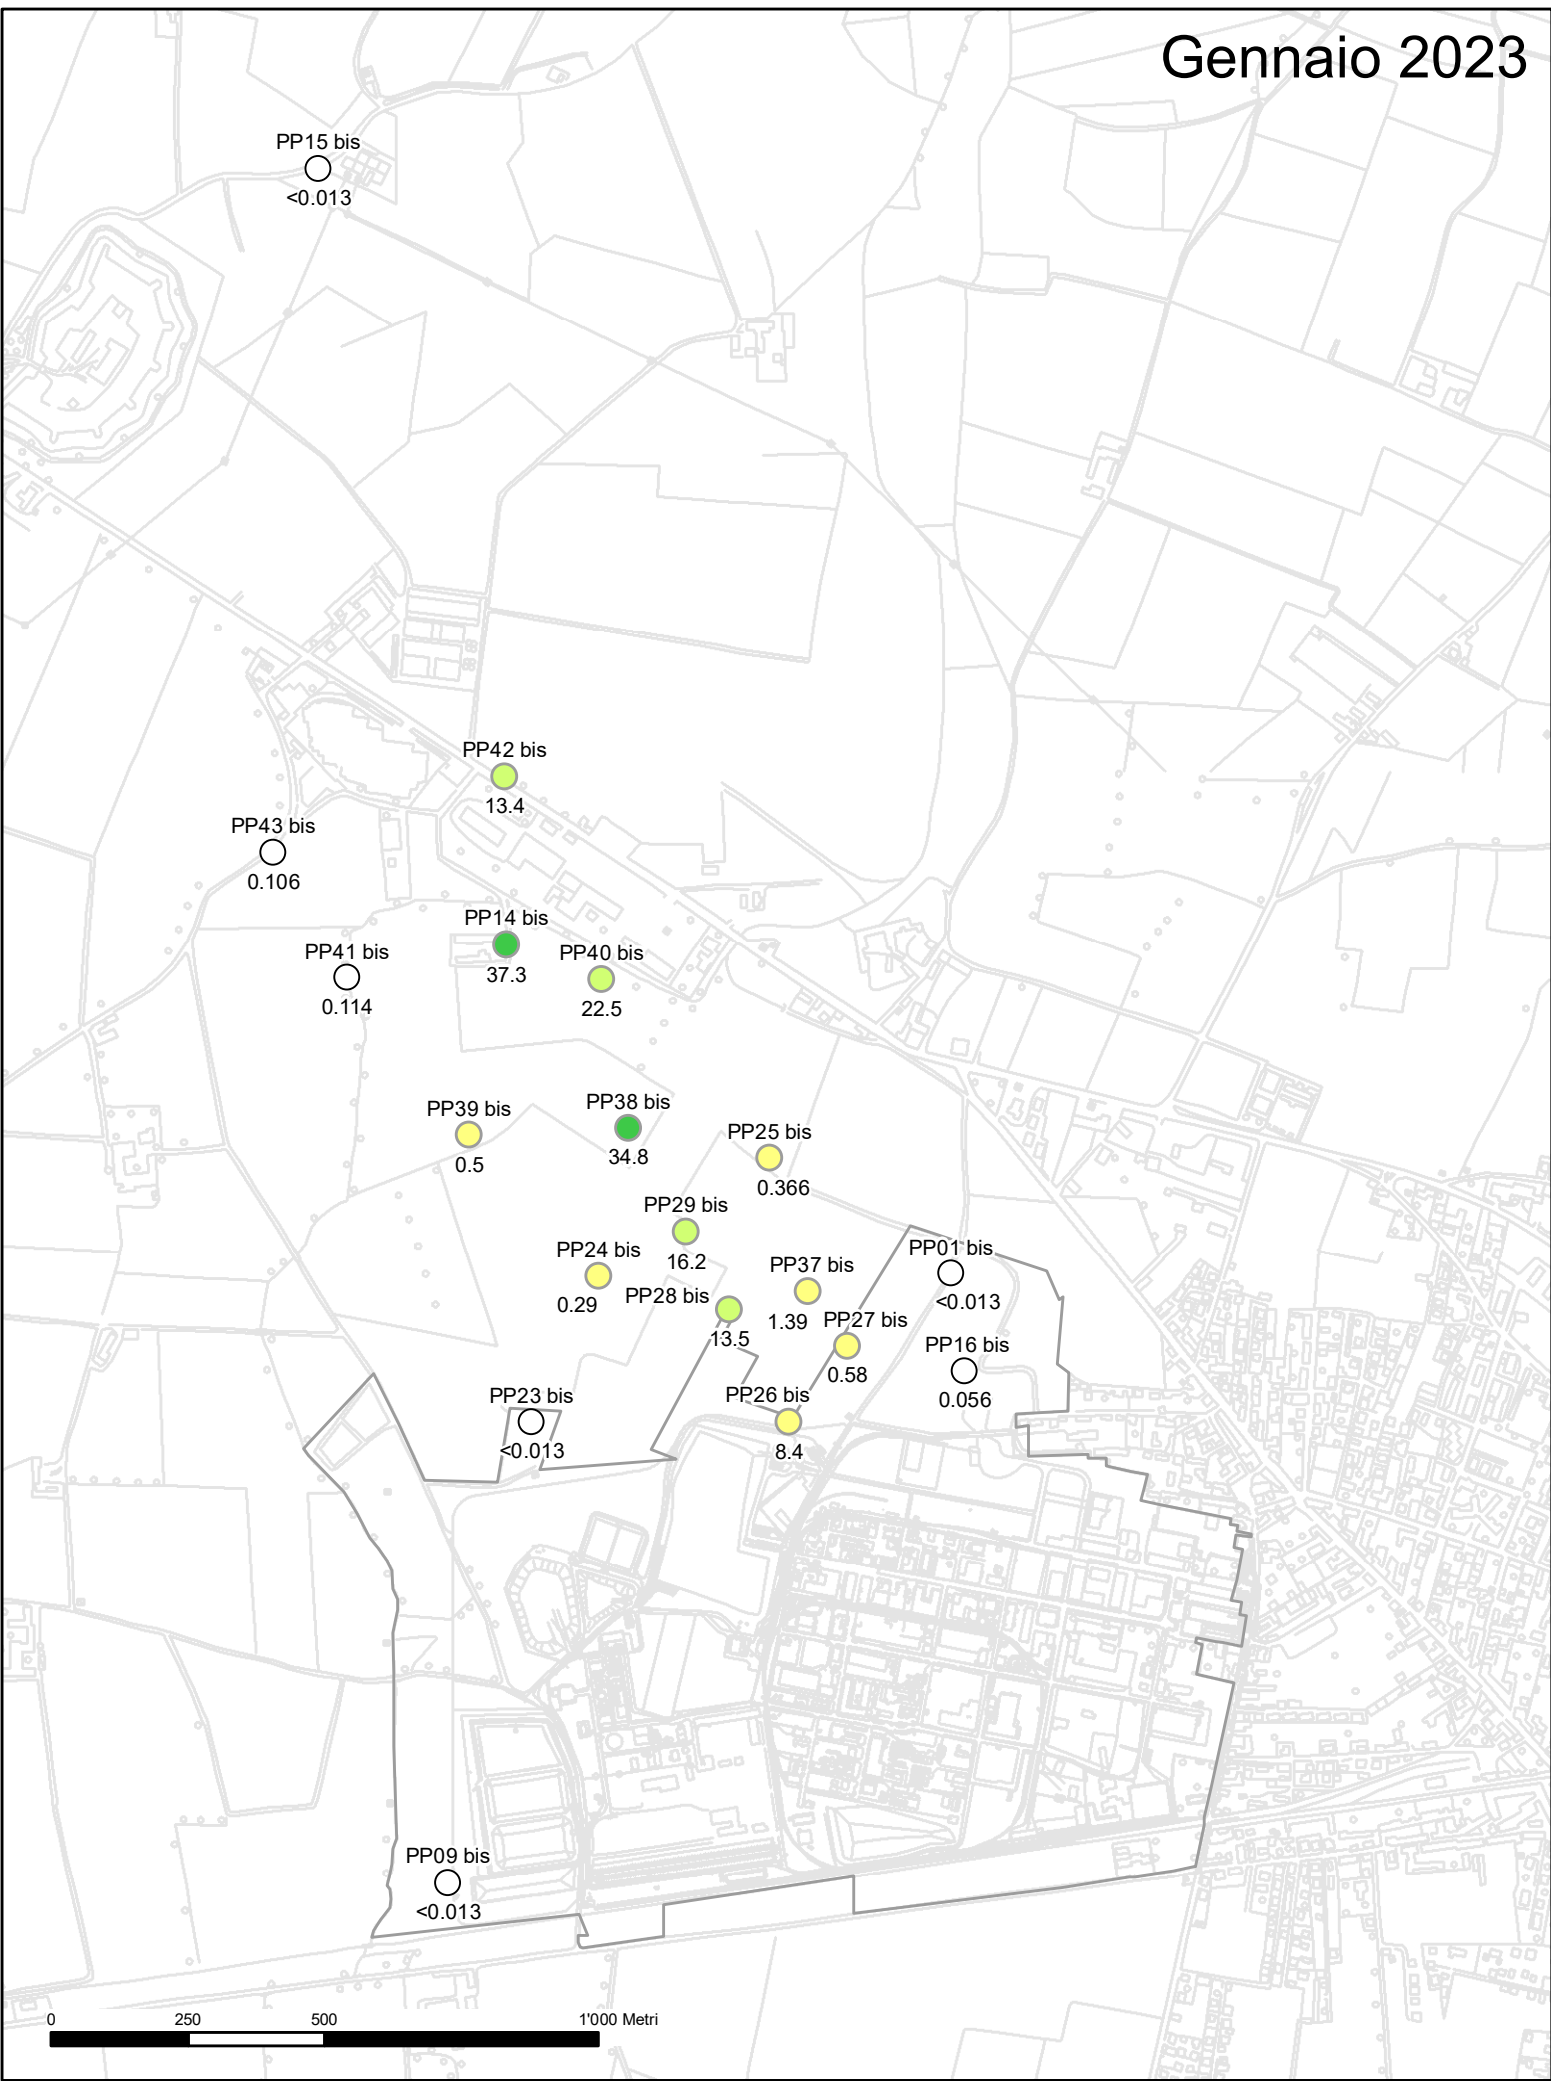 Gennaio 2023
PP15 bis
<0.013
PP42 bis
13.4
PP43 bis
0.106
PP14 bis
37.3
PP40 bis
22.5
PP41 bis
0.114
PP38 bis
34.8
PP39 bis
0.5
PP25 bis
0.366
PP29 bis
16.2
PP24 bis
0.29
PP28 bis
13.5
PP37 bis
1.39
PP01 bis
<0.013
PP27 bis
0.58
PP16 bis
0.056
PP23 bis
<0.013
PP26 bis
8.4
PP09 bis
<0.013
0 250 500 1'000 Metri